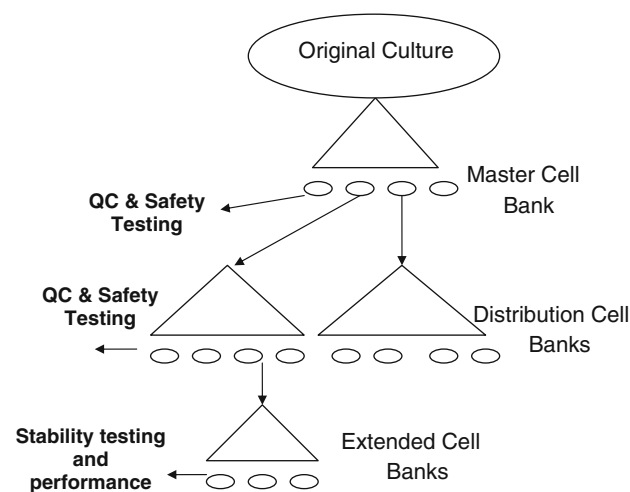 Original Culture
Master Cell
Bank
QC & Safety
Testing
QC & Safety
Testing
Distribution Cell
Banks
Stability testing
and
performance
Extended Cell
Banks